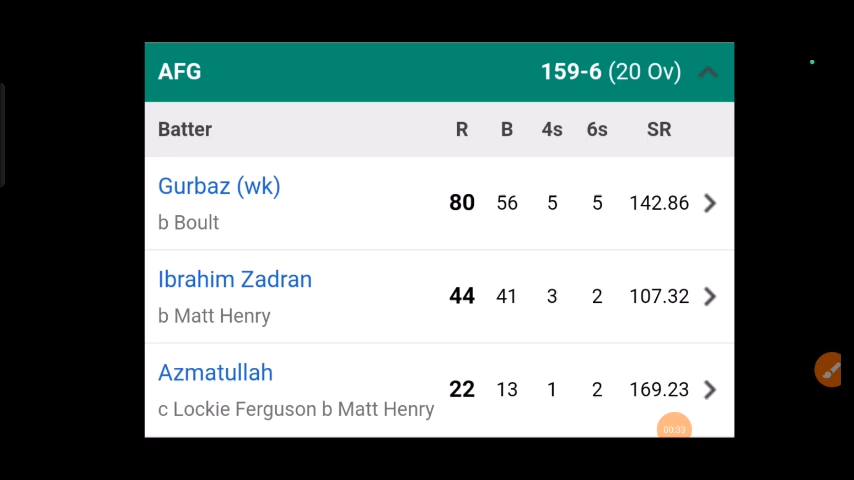 AFG 159-6 (20 Ov)
Batter R B 4s 6s SR
Gurbaz (wk) 80 56 5 5 142.86
b Boult
Ibrahim Zadran 44 41 3 2 107.32
b Matt Henry
Azmatullah 22 13 1 2 169.23
c Lockie Ferguson b Matt Henry
00:33